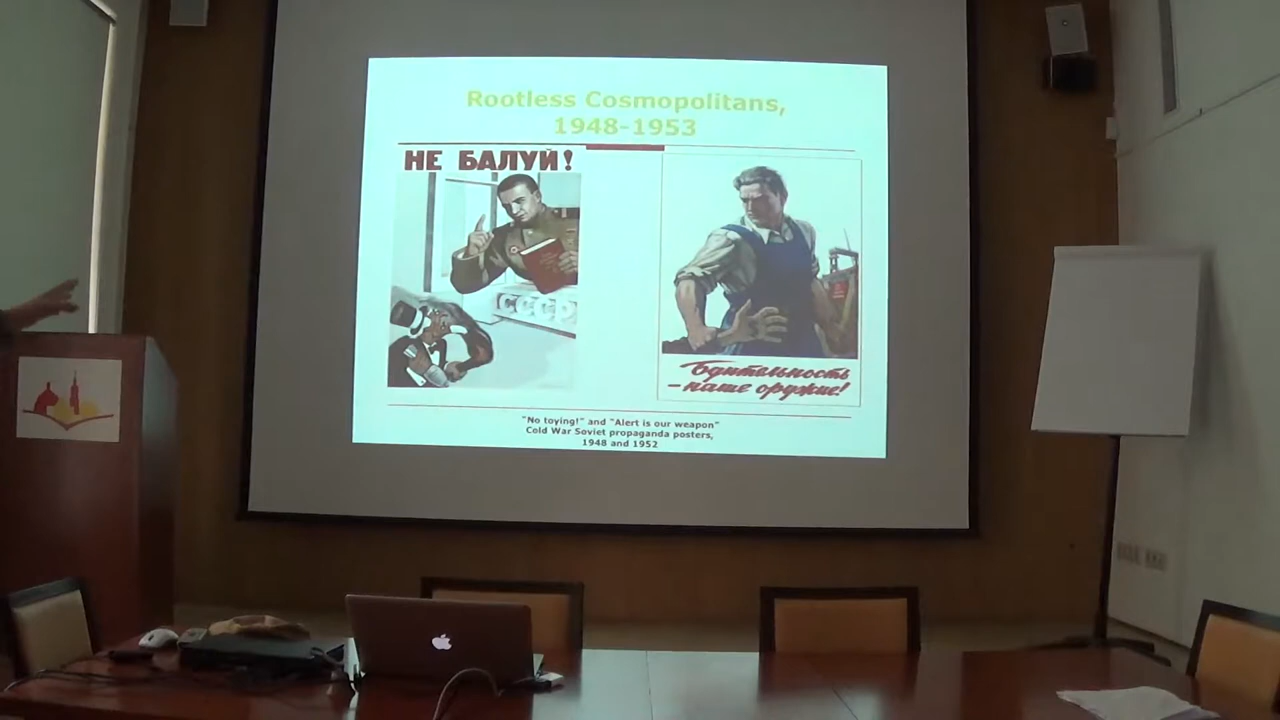 Rootless Cosmopolitans,
1948-1953
НЕ БАЛУЙ!
СССР
Бдительность
- наше оружие!
"No toying!" and "Alert is our weapon"
Cold War Soviet propaganda posters,
1948 and 1952